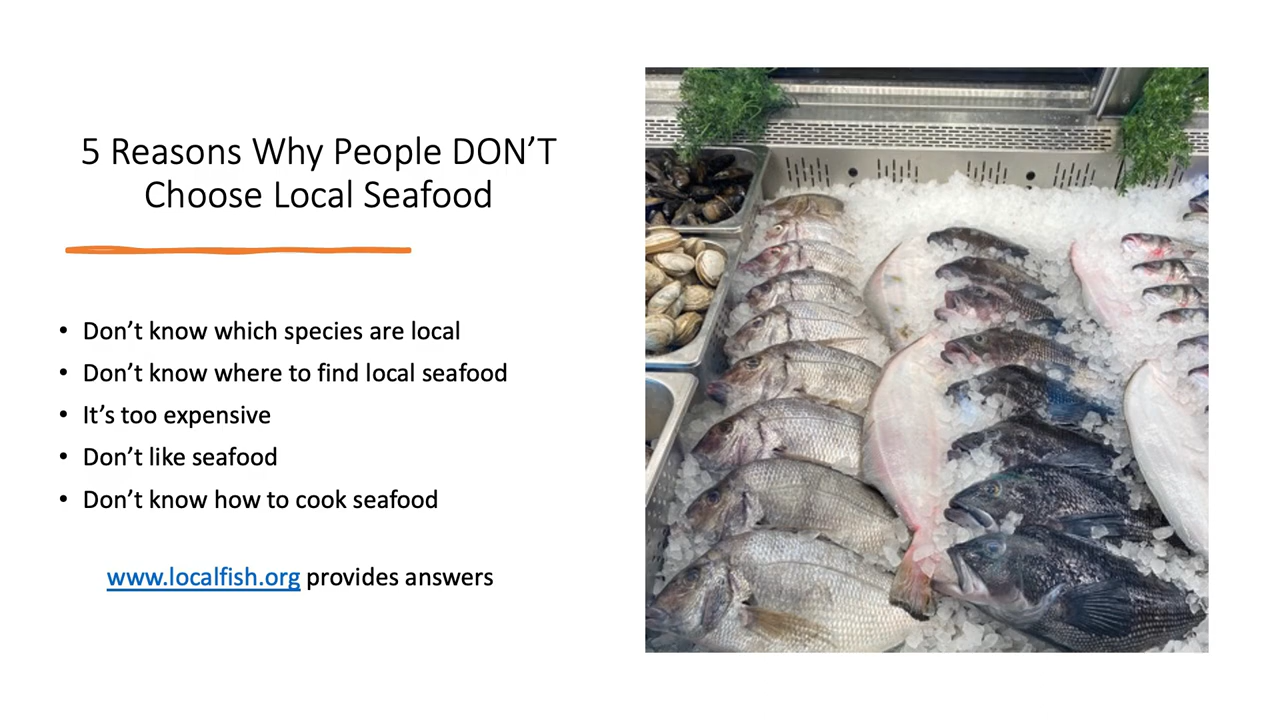 5 Reasons Why People DON’T
Choose Local Seafood
• Don’t know which species are local
• Don’t know where to find local seafood
• It’s too expensive
• Don’t like seafood
• Don’t know how to cook seafood
www.localfish.org provides answers